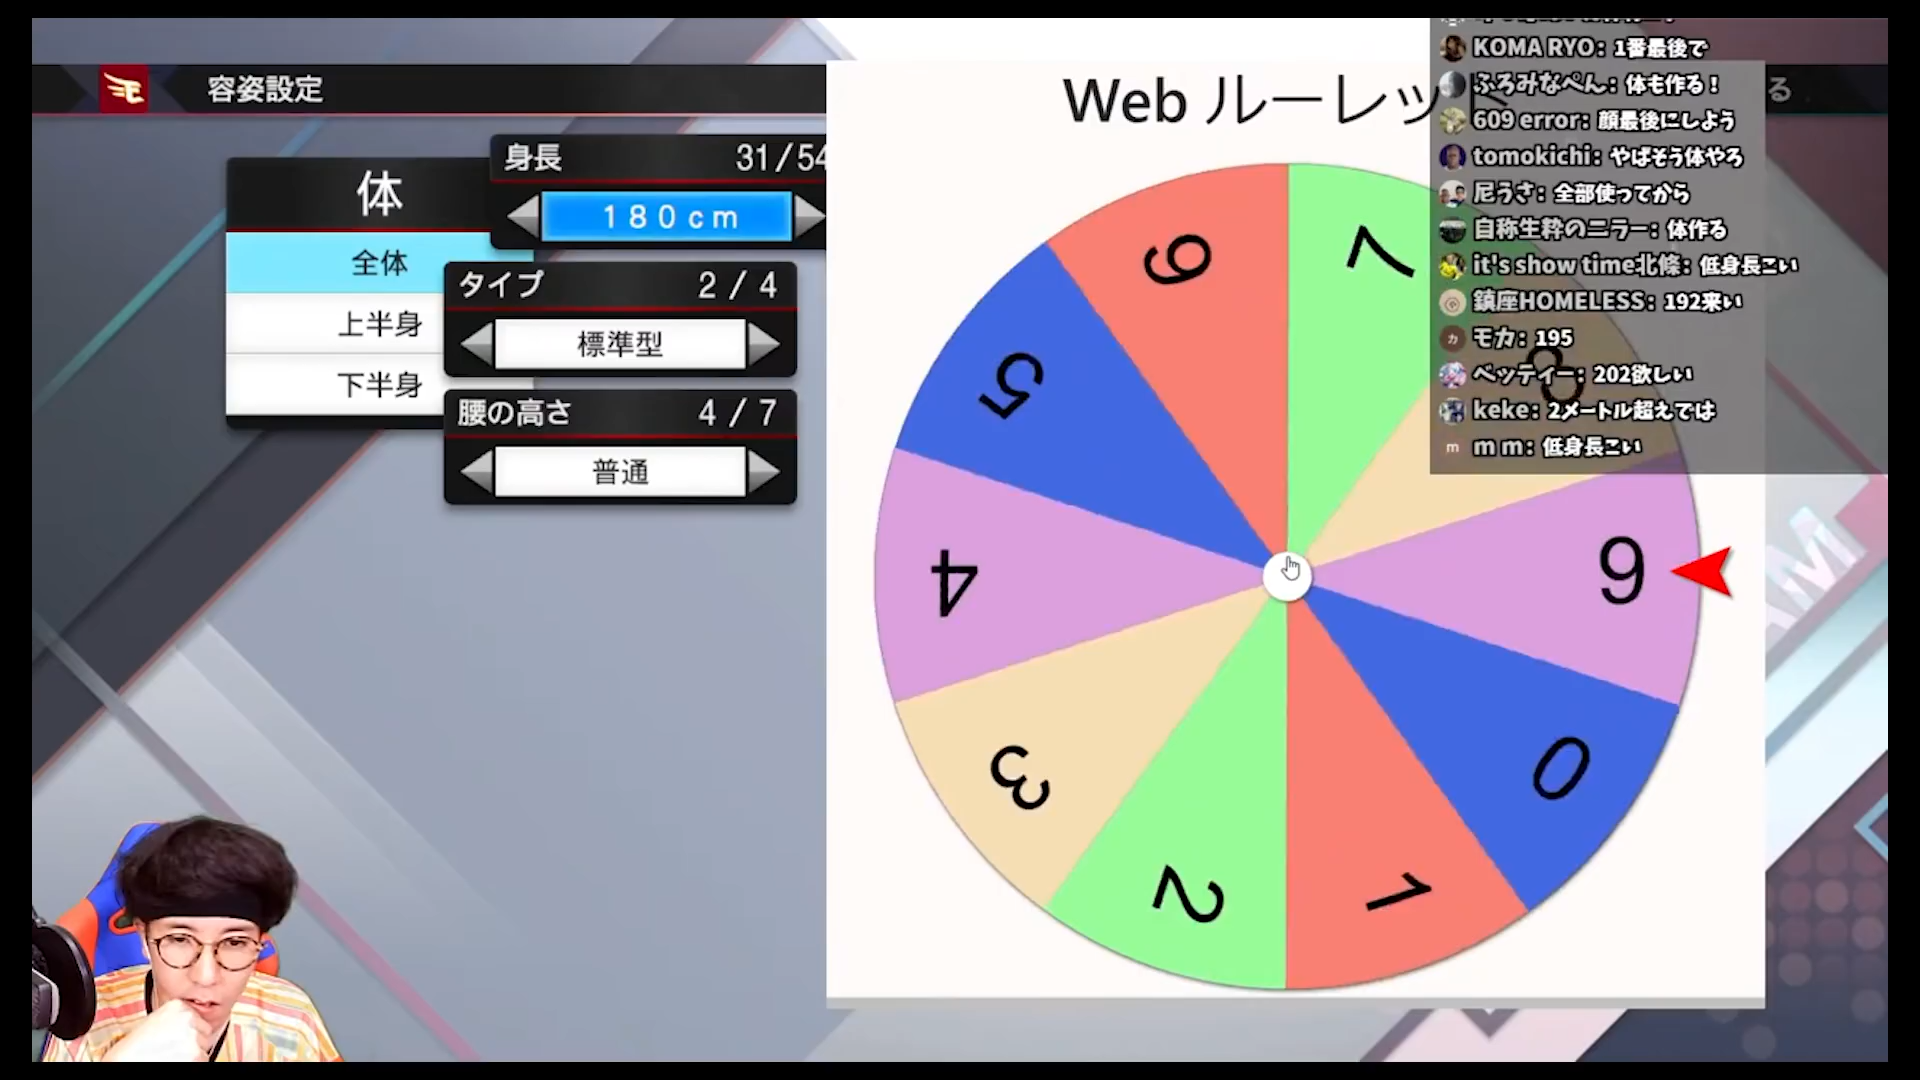 容姿設定
体
全体
上半身
下半身
身長 31/54
180cm
タイプ 2/4
標準型
腰の高さ 4/7
普通
Web ルーレット
る
KOMA RYO: 1番最後で
ふろみなぺん: 体も作る!
609 error: 顔最後にしよう
tomokichi: やばそう体やろ
尼うさ: 全部使ってから
自称生粋のニラー: 体作る
it's show time北條: 低身長こい
鎮座HOMELESS: 192来い
カ モカ: 195
ベッティー: 202欲しい
keke: 2メートル超えでは
m m m: 低身長こい
6
7
5
8
4
9
3
0
2
1